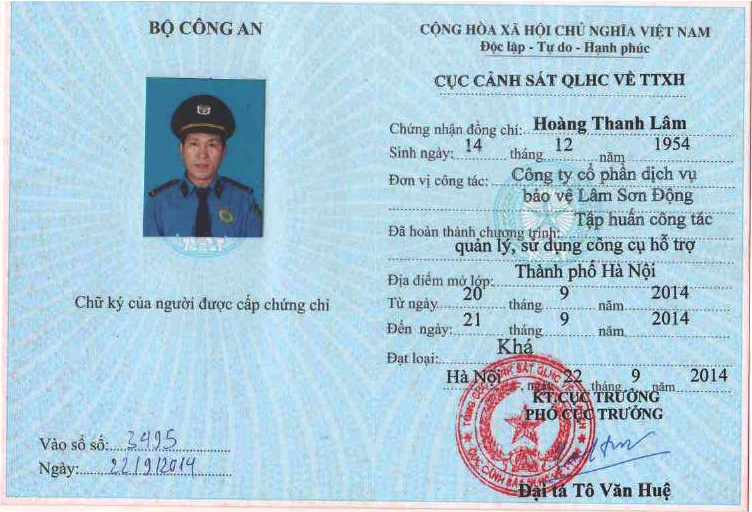 BỘ CÔNG AN
Chữ ký của người được cấp chứng chỉ
Vào sổ số: 3495
Ngày: 22/9/2014
CỘNG HÒA XÃ HỘI CHỦ NGHĨA VIỆT NAM
Độc lập - Tự do - Hạnh phúc
CỤC CẢNH SÁT QLHC VỀ TTXH
Chứng nhận đồng chí: Hoàng Thanh Lâm
Sinh ngày: 14 tháng 12 năm 1954
Đơn vị công tác: Công ty cổ phần dịch vụ
bảo vệ Lâm Sơn Động
Đã hoàn thành chương trình: Tập huấn công tác
quản lý, sử dụng công cụ hỗ trợ
Địa điểm mở lớp: Thành phố Hà Nội
Từ ngày 20 tháng 9 năm 2014
Đến ngày: 21 tháng 9 năm 2014
Đạt loại: Khá
Hà Nội, ngày 22 tháng 9 năm 2014
KT.CỤC TRƯỞNG
PHÓ CỤC TRƯỞNG
Đại tá Tô Văn Huệ